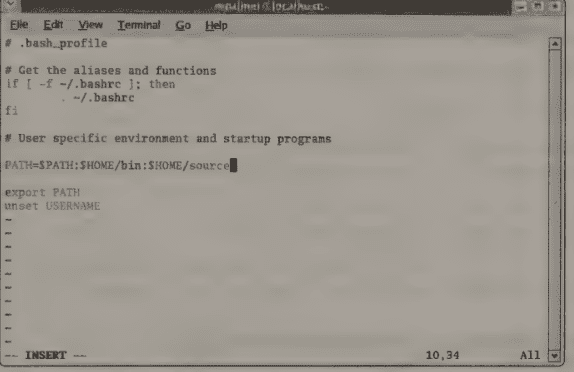 File Edit View Terminal Go Help
# .bash_profile
# Get the aliases and functions
if [ -f ~/.bashrc ]; then
. ~/.bashrc
fi
# User specific environment and startup programs
PATH=$PATH:$HOME/bin:$HOME/source
export PATH
unset USERNAME
~
~
~
~
~
~
~
~
~
~
-- INSERT -- 10,34 All